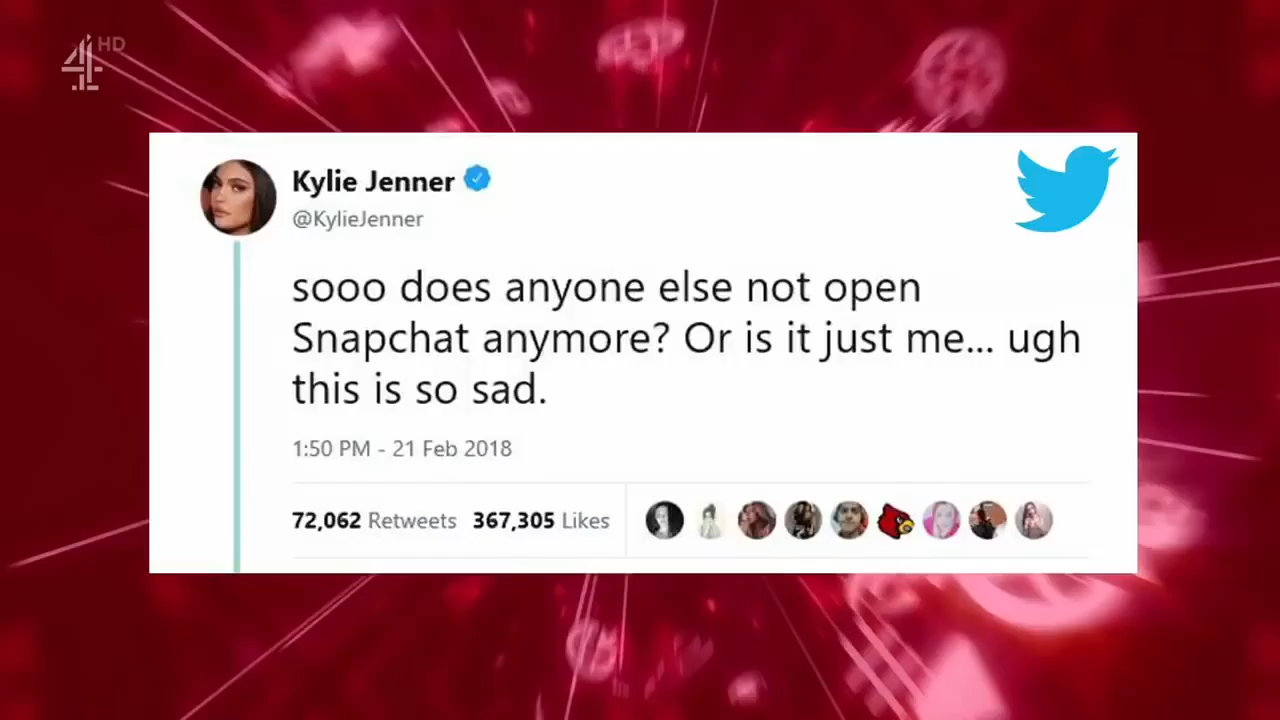 4HD
Kylie Jenner
@KylieJenner
sooo does anyone else not open
Snapchat anymore? Or is it just me... ugh
this is so sad.
1:50 PM - 21 Feb 2018
72,062 Retweets 367,305 Likes